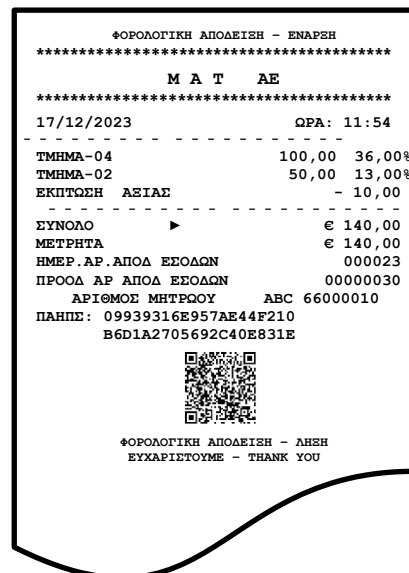 ΦΟΡΟΛΟΓΙΚΗ ΑΠΟΔΕΙΞΗ – ΕΝΑΡΞΗ
******************************************
Μ Α Τ ΑΕ
******************************************
17/12/2023 ΩΡΑ: 11:54
- - - - - - - - - - - - - - - - - - -
ΤΜΗΜΑ-04 100,00 36,00%
ΤΜΗΜΑ-02 50,00 13,00%
ΕΚΠΤΩΣΗ ΑΞΙΑΣ - 10,00
- - - - - - - - - - - - - - - - - - -
ΣΥΝΟΛΟ ► € 140,00
ΜΕΤΡΗΤΑ € 140,00
ΗΜΕΡ.ΑΡ.ΑΠΟΔ ΕΣΟΔΩΝ 000023
ΠΡΟΟΔ ΑΡ ΑΠΟΔ ΕΣΟΔΩΝ 00000030
ΑΡΙΘΜΟΣ ΜΗΤΡΩΟΥ ABC 66000010
ΠΑΗΠΣ: 09939316E957AE44F210
B6D1A2705692C40E831E
ΦΟΡΟΛΟΓΙΚΗ ΑΠΟΔΕΙΞΗ – ΛΗΞΗ
ΕΥΧΑΡΙΣΤΟΥΜΕ – THANK YOU